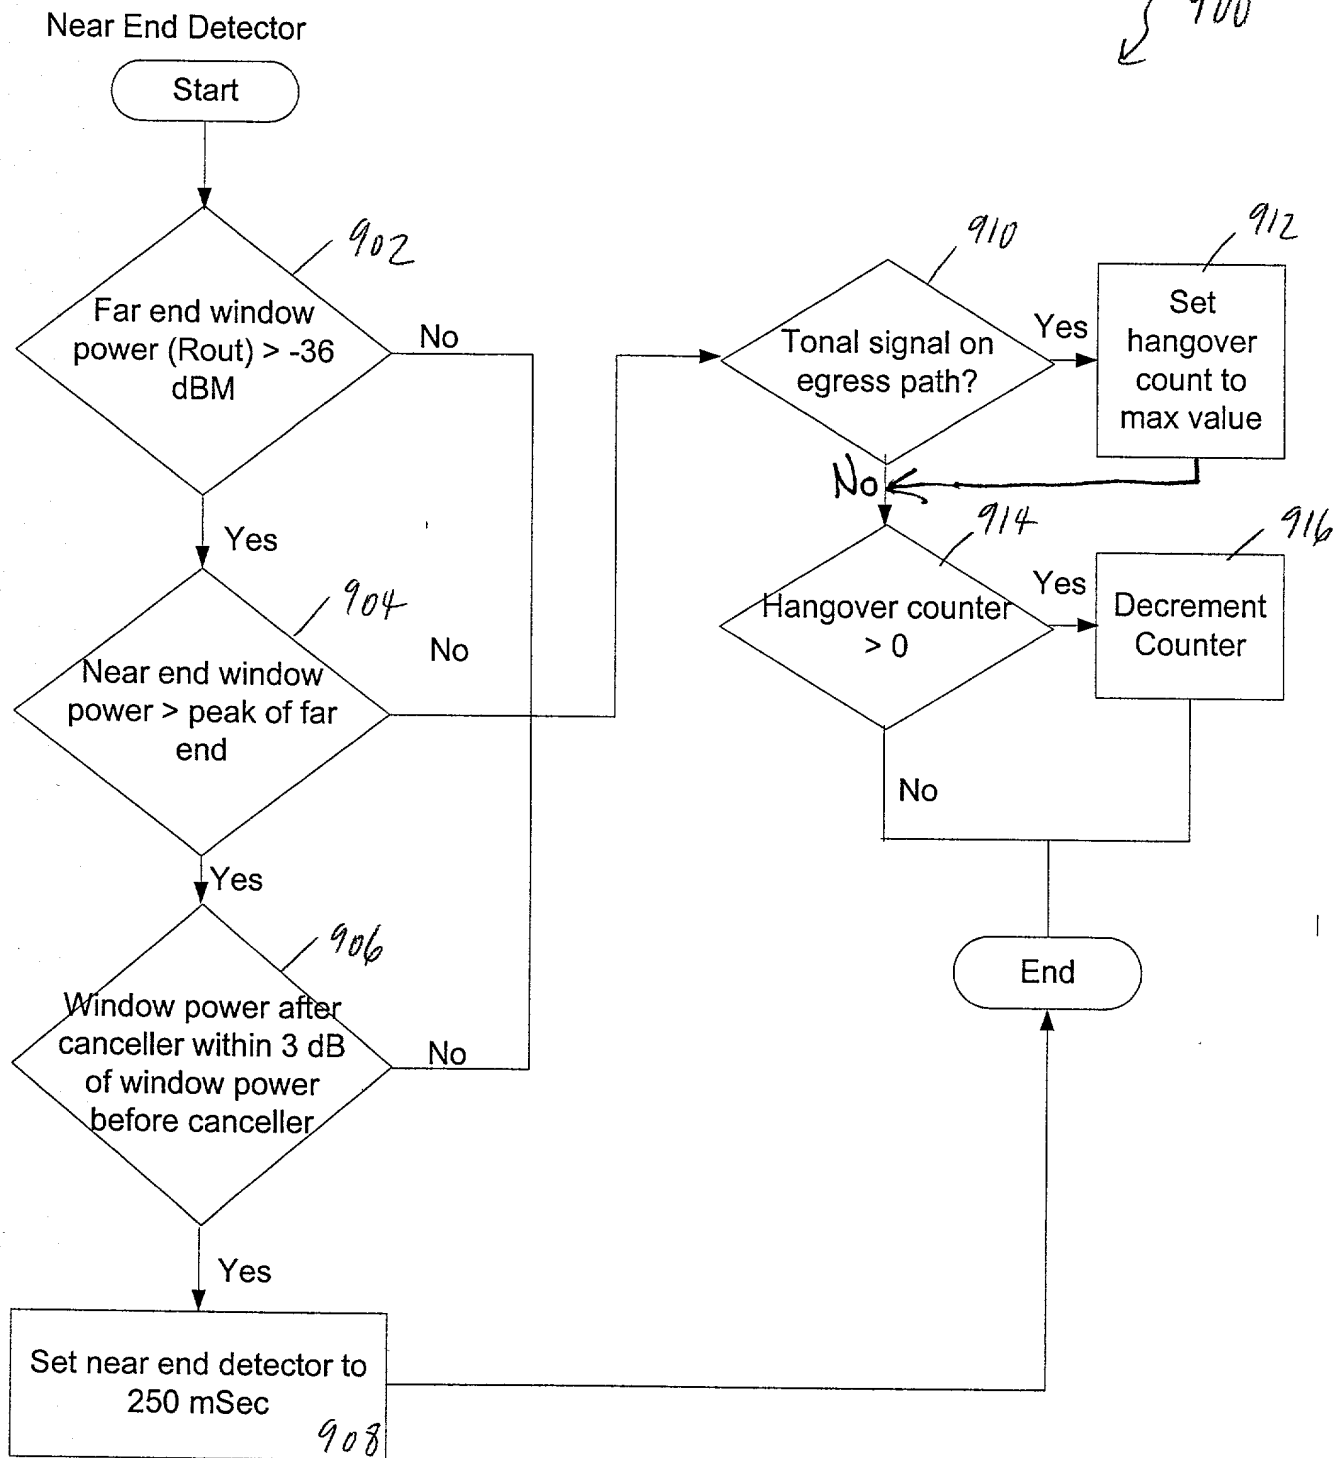 900
Near End Detector
Start
902
Far end window
power (Rout) > -36
dBM
No
Yes
904
Near end window
power > peak of far
end
No
Yes
906
Window power after
canceller within 3 dB
of window power
before canceller
No
Yes
Set near end detector to
250 mSec
908
910
Tonal signal on
egress path?
Yes
912
Set
hangover
count to
max value
No
914
Hangover counter
> 0
Yes
916
Decrement
Counter
No
End